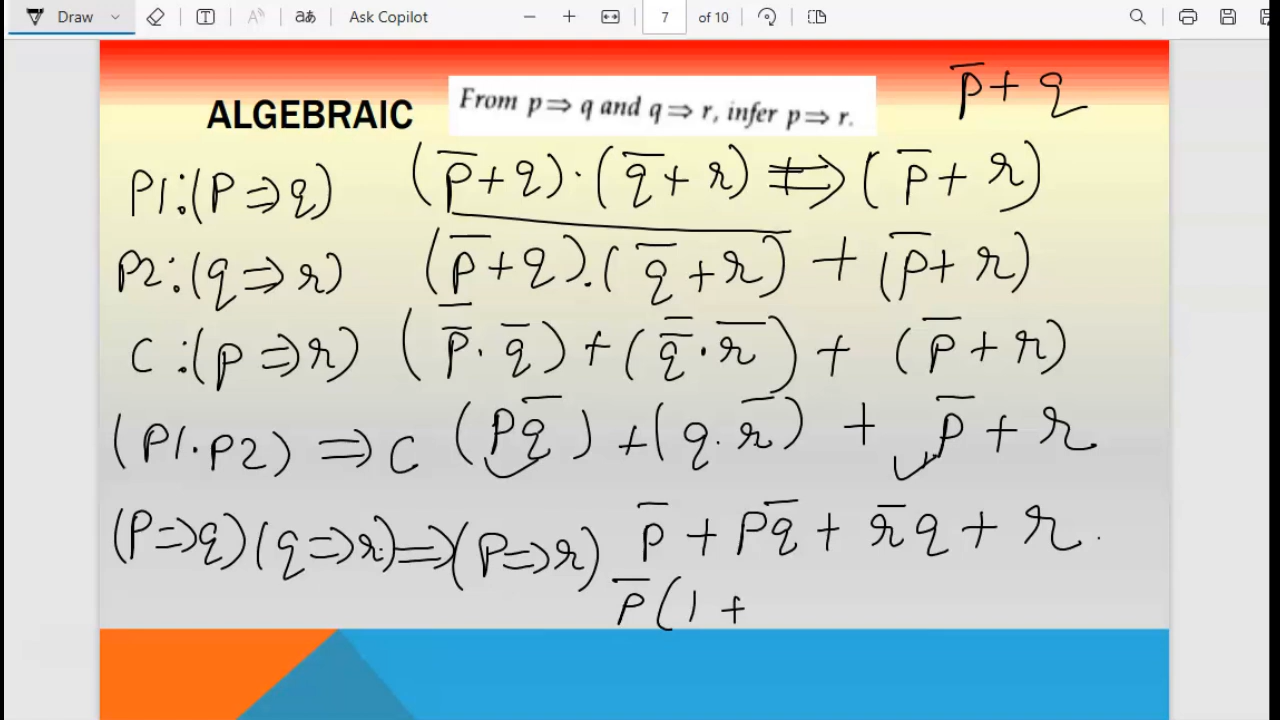 Draw Ask Copilot 7 of 10
ALGEBRAIC From p ⇒ q and q ⇒ r, infer p ⇒ r. p̅ + q
P1:(P ⇒ q) (p̅ + q)·(q̅ + r) ⇒ (p̅ + r)
P2:(q ⇒ r) (p̅ + q).(q̅ + r) + (p̅ + r)
C :(p ⇒ r) (p̿ · q̅) + (q̿ · r̅) + (p̅ + r)
(P1·P2) ⇒ C (P q̅) + (q · r̅) + p̅ + r
(P ⇒ q)(q ⇒ r) ⇒ (P ⇒ r) p̅ + P q̅ + r̅ q + r .
p̅ (1 +